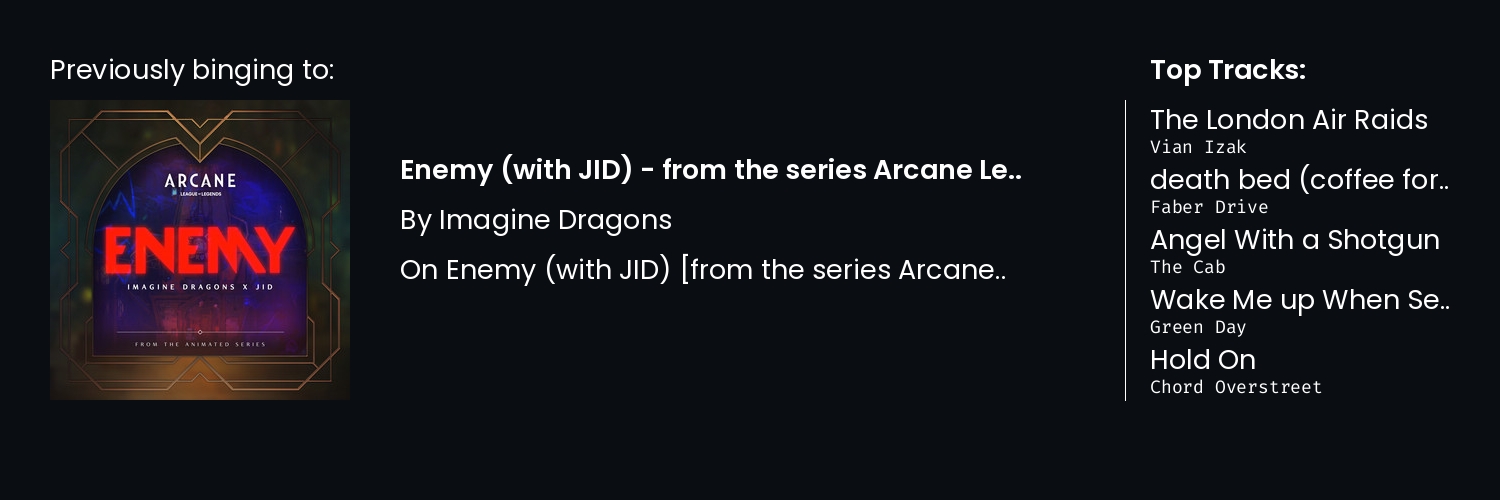 Previously binging to:
ARCANE
LEAGUE OF LEGENDS
ENEMY
IMAGINE DRAGONS X JID
FROM THE ANIMATED SERIES
Enemy (with JID) - from the series Arcane Le..
By Imagine Dragons
On Enemy (with JID) [from the series Arcane..
Top Tracks:
The London Air Raids
Vian Izak
death bed (coffee for..
Faber Drive
Angel With a Shotgun
The Cab
Wake Me up When Se..
Green Day
Hold On
Chord Overstreet